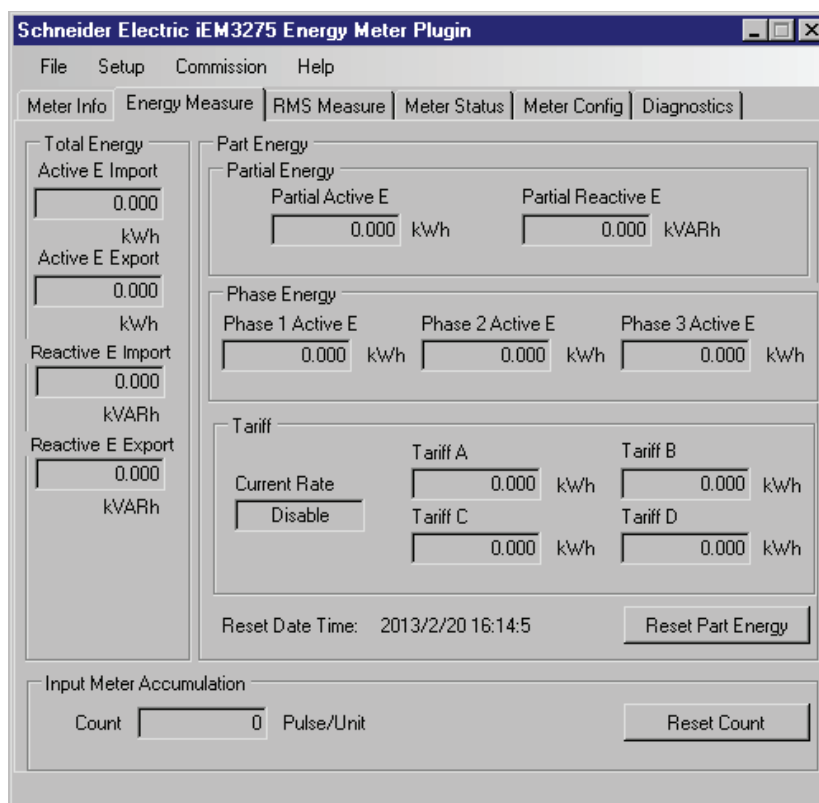 Schneider Electric iEM3275 Energy Meter Plugin
File Setup Commission Help
Meter Info Energy Measure RMS Measure Meter Status Meter Config Diagnostics
Total Energy
Active E Import
0.000
kWh
Active E Export
0.000
kWh
Reactive E Import
0.000
kVARh
Reactive E Export
0.000
kVARh
Part Energy
Partial Energy
Partial Active E Partial Reactive E
0.000 kWh 0.000 kVARh
Phase Energy
Phase 1 Active E Phase 2 Active E Phase 3 Active E
0.000 kWh 0.000 kWh 0.000 kWh
Tariff
Current Rate
Disable
Tariff A Tariff B
0.000 kWh 0.000 kWh
Tariff C Tariff D
0.000 kWh 0.000 kWh
Reset Date Time: 2013/2/20 16:14:5 Reset Part Energy
Input Meter Accumulation
Count 0 Pulse/Unit Reset Count